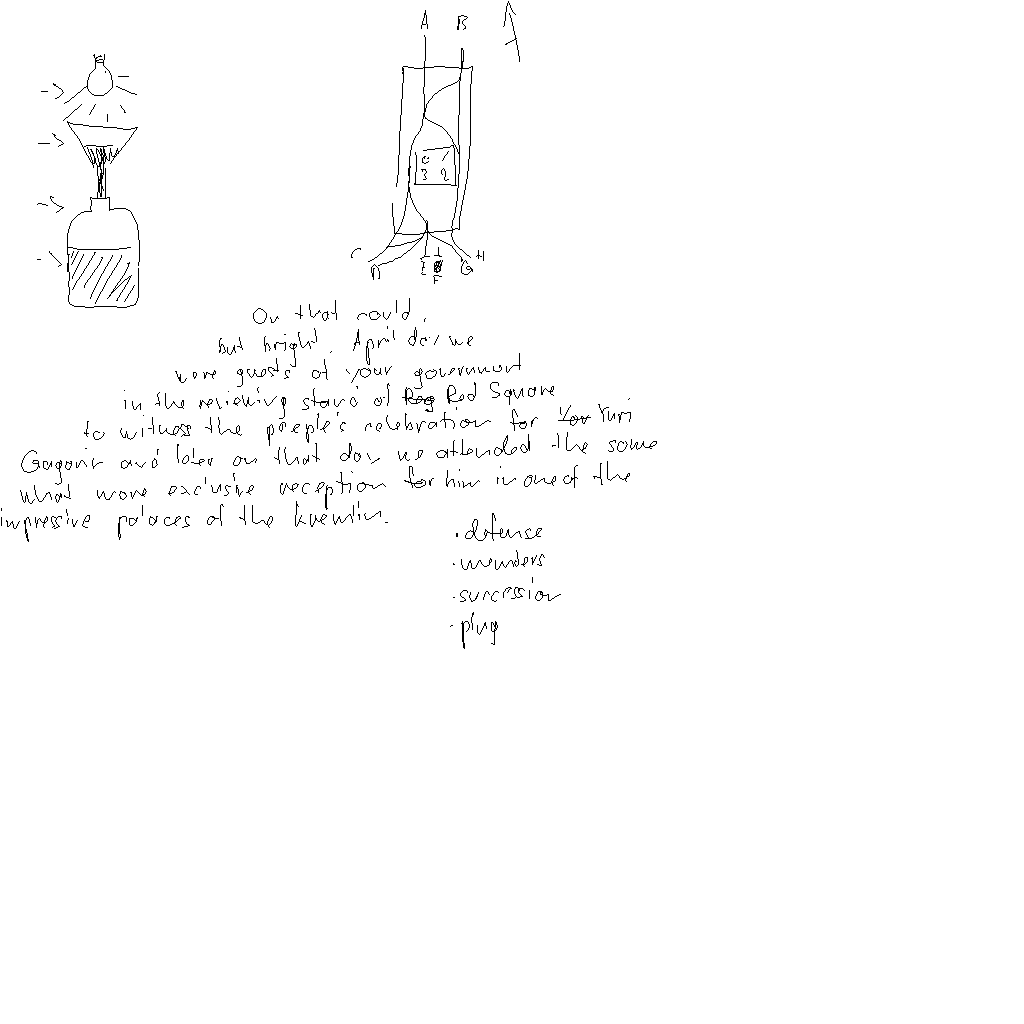 A B
0 1
3 2
C D E F G H
On that could,
but bright April day we
were guests of your government
in the reviewing stand of Reg Red Square
to witness the people's celebration for Yor Yuri
Gagarin and later on that day we attended the some
what more exclusive reception for him in one of the
impressive palaces of the Kremlin.
·defense
·members
·succession
·plug